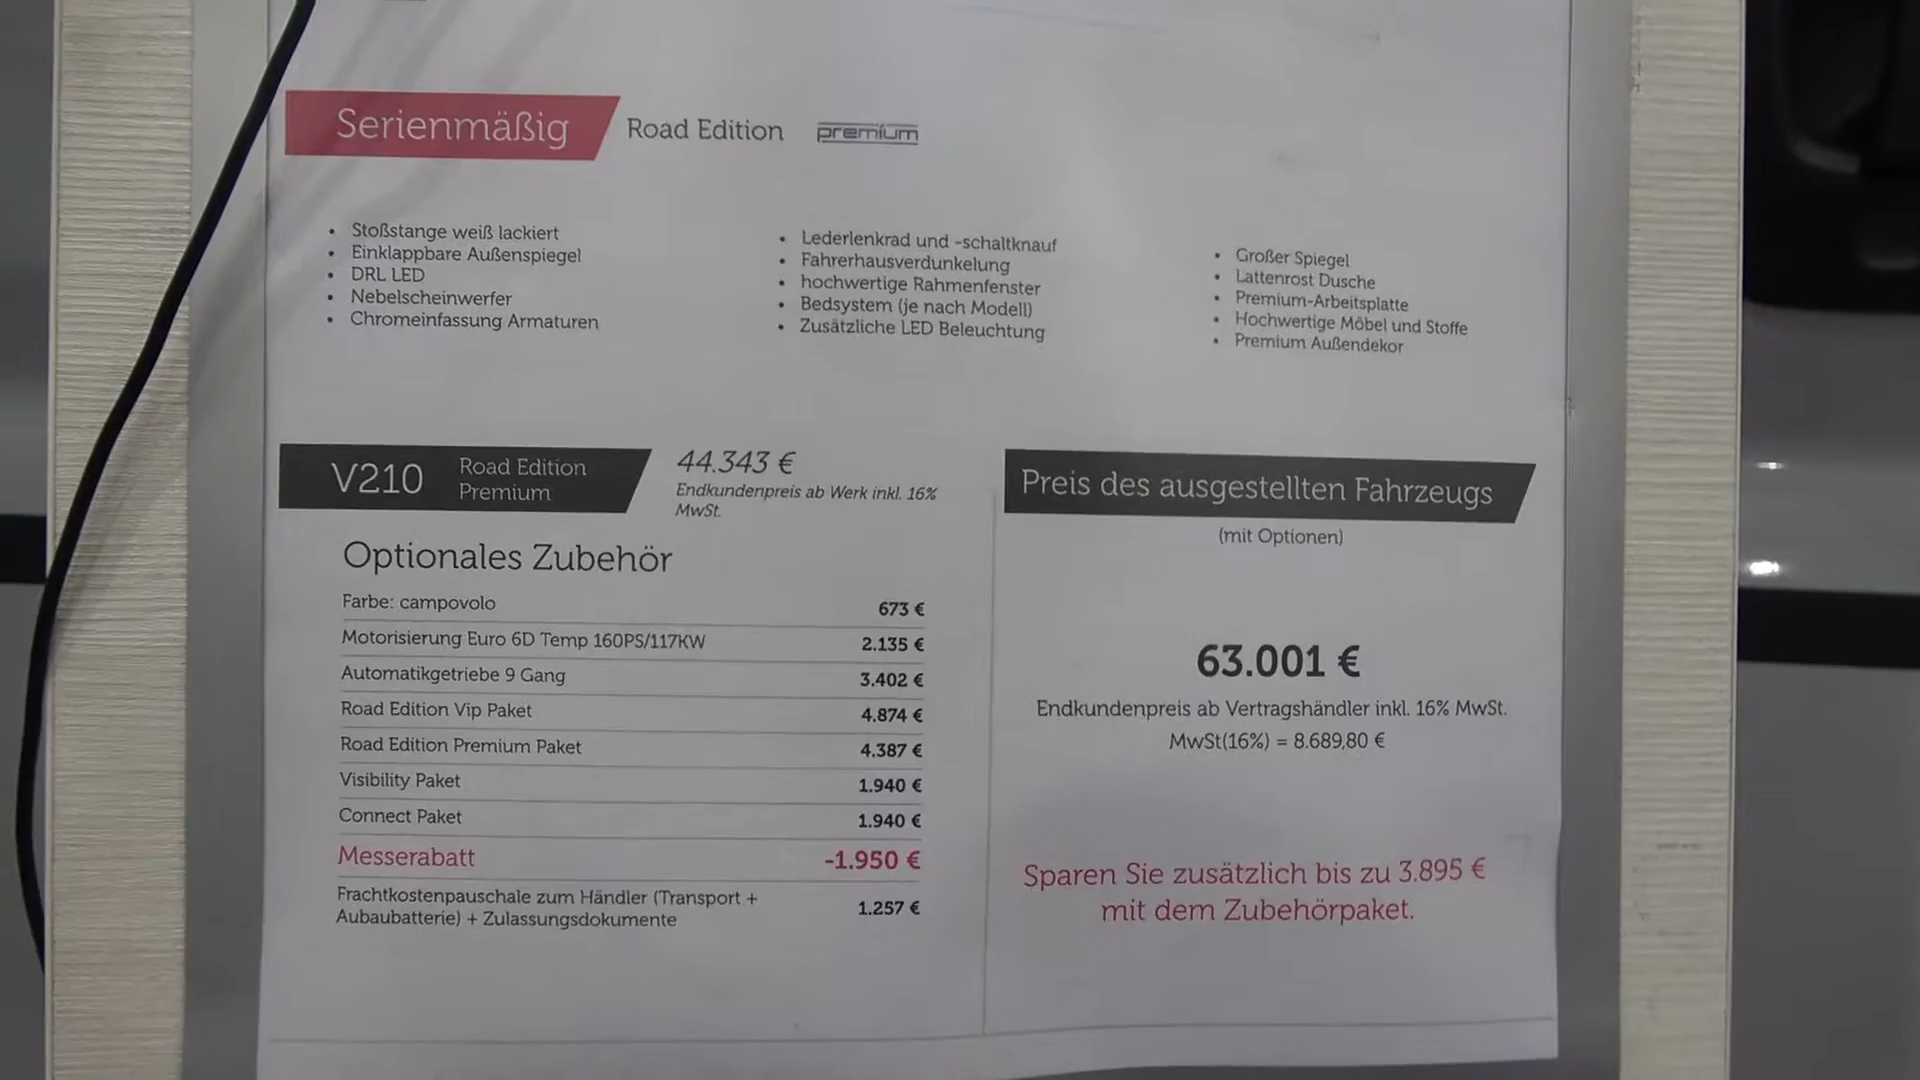 Serienmäßig Road Edition premium
• Stoßstange weiß lackiert
• Einklappbare Außenspiegel
• DRL LED
• Nebelscheinwerfer
• Chromeinfassung Armaturen
• Lederlenkrad und -schaltknauf
• Fahrerhausverdunkelung
• hochwertige Rahmenfenster
• Bedsystem (je nach Modell)
• Zusätzliche LED Beleuchtung
• Großer Spiegel
• Lattenrost Dusche
• Premium-Arbeitsplatte
• Hochwertige Möbel und Stoffe
• Premium Außendekor
V210 Road Edition
Premium
44.343 €
Endkundenpreis ab Werk inkl. 16%
MwSt.
Optionales Zubehör
Farbe: campovolo 673 €
Motorisierung Euro 6D Temp 160PS/117KW 2.135 €
Automatikgetriebe 9 Gang 3.402 €
Road Edition Vip Paket 4.874 €
Road Edition Premium Paket 4.387 €
Visibility Paket 1.940 €
Connect Paket 1.940 €
Messerabatt -1.950 €
Frachtkostenpauschale zum Händler (Transport +
Aubaubatterie) + Zulassungsdokumente 1.257 €
Preis des ausgestellten Fahrzeugs
(mit Optionen)
63.001 €
Endkundenpreis ab Vertragshändler inkl. 16% MwSt.
MwSt(16%) = 8.689,80 €
Sparen Sie zusätzlich bis zu 3.895 €
mit dem Zubehörpaket.